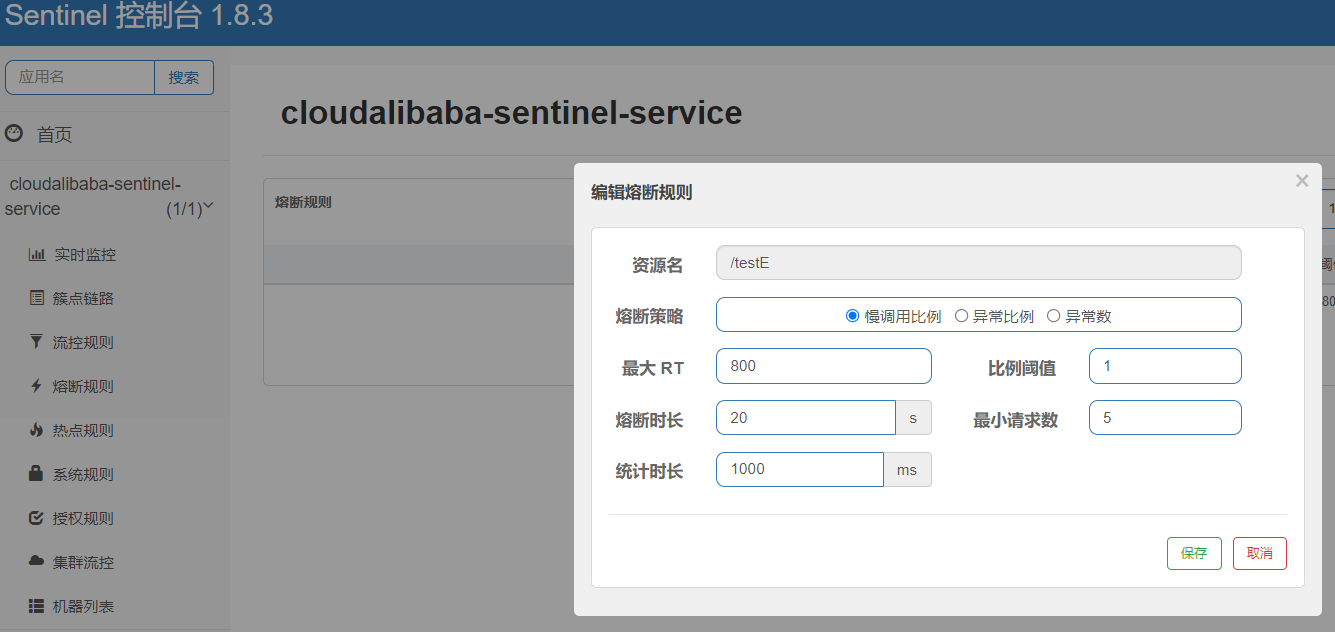 Sentinel 控制台 1.8.3
应用名 搜索
首页
cloudalibaba-sentinel-
service (1/1)
实时监控
簇点链路
流控规则
熔断规则
热点规则
系统规则
授权规则
集群流控
机器列表
cloudalibaba-sentinel-service
熔断规则
编辑熔断规则
资源名 /testE
熔断策略 慢调用比例 异常比例 异常数
最大 RT 800 比例阈值 1
熔断时长 20 s 最小请求数 5
统计时长 1000 ms
保存 取消